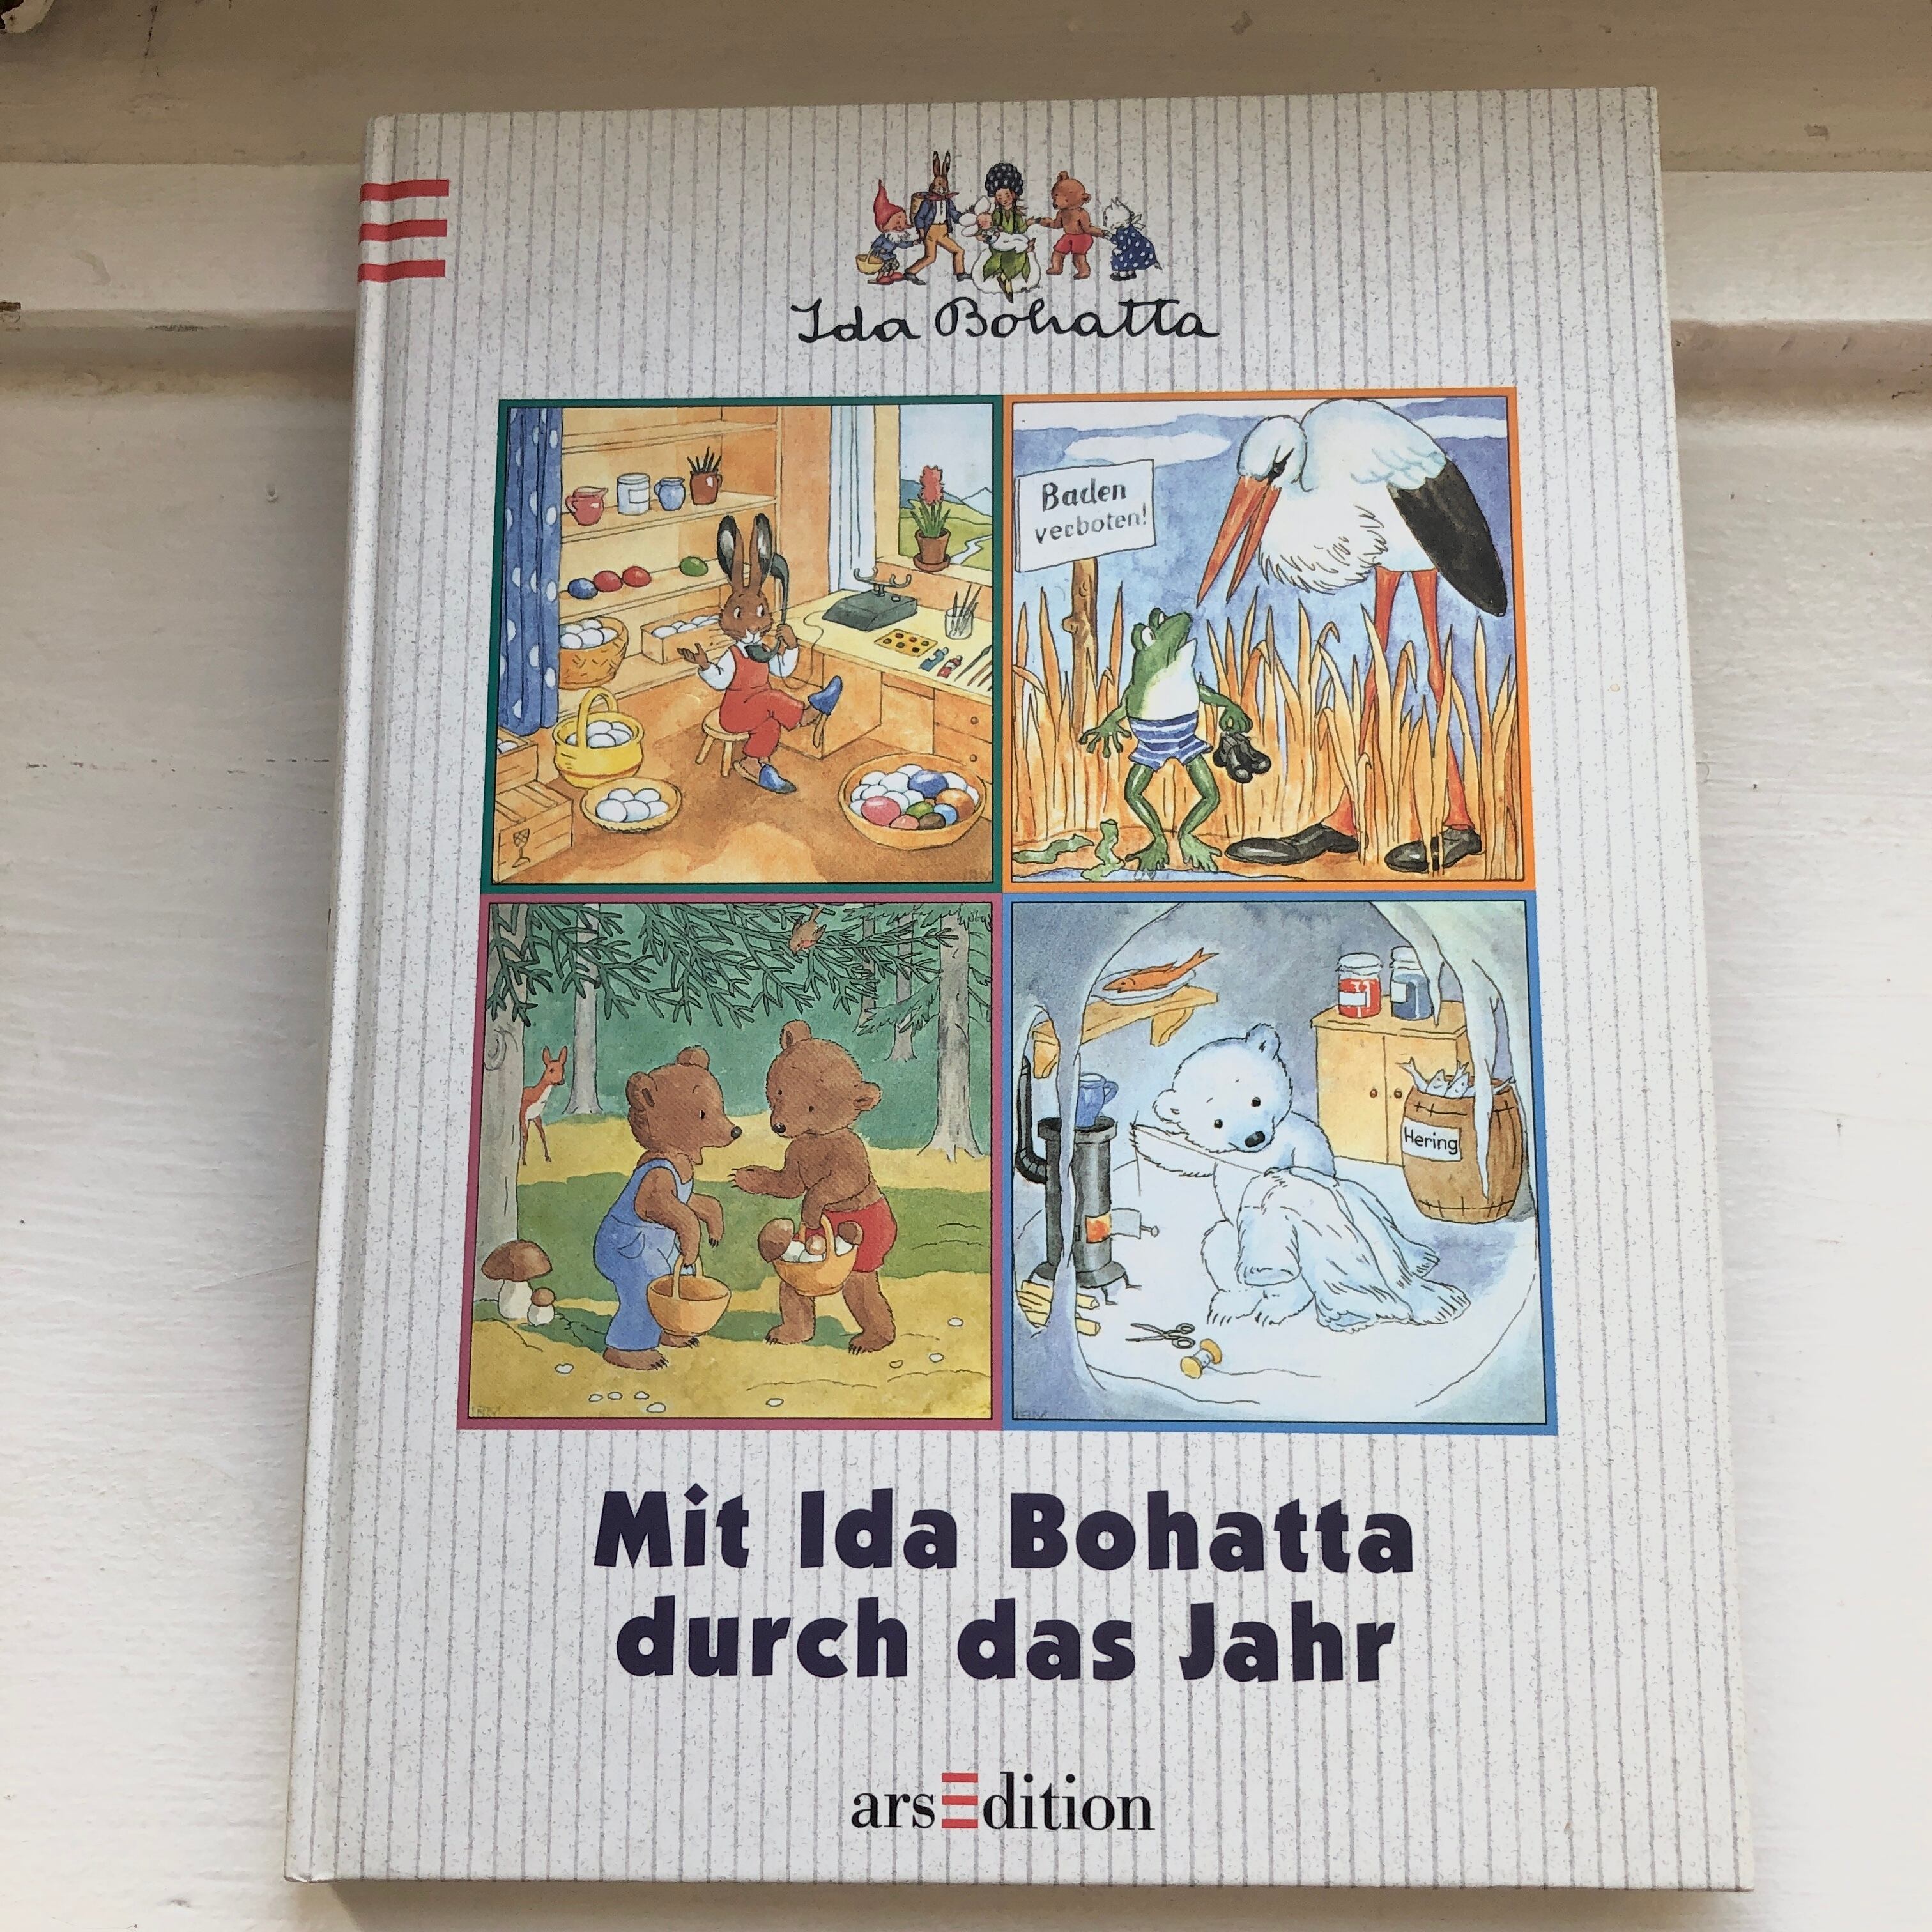 Ida Bohatta
Baden
verboten!
Hering
Mit Ida Bohatta
durch das Jahr
arsEdition